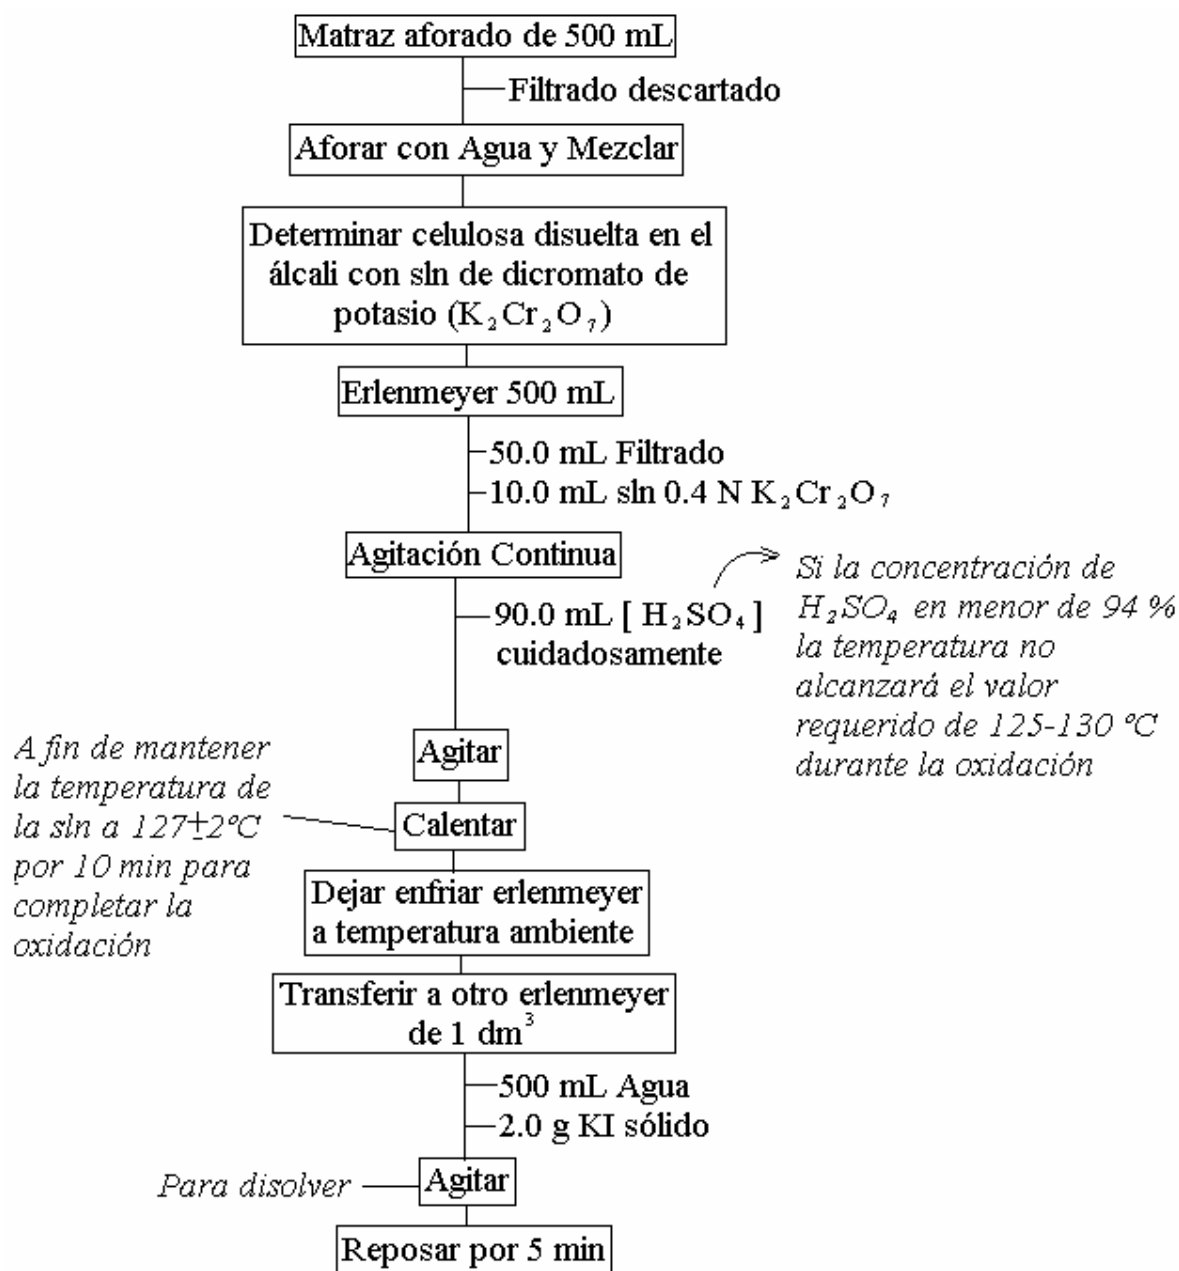 Matraz aforado de 500 mL
Filtrado descartado
Aforar con Agua y Mezclar
Determinar celulosa disuelta en el
álcali con sln de dicromato de
potasio (K₂Cr₂O₇)
Erlenmeyer 500 mL
50.0 mL Filtrado
10.0 mL sln 0.4 N K₂Cr₂O₇
Agitación Continua
90.0 mL [ H₂SO₄ ]
cuidadosamente
Si la concentración de
H₂SO₄ en menor de 94 %
la temperatura no
alcanzará el valor
requerido de 125-130 ºC
durante la oxidación
Agitar
A fin de mantener
la temperatura de
la sln a 127±2ºC
por 10 min para
completar la
oxidación
Calentar
Dejar enfriar erlenmeyer
a temperatura ambiente
Transferir a otro erlenmeyer
de 1 dm³
500 mL Agua
2.0 g KI sólido
Para disolver
Agitar
Reposar por 5 min